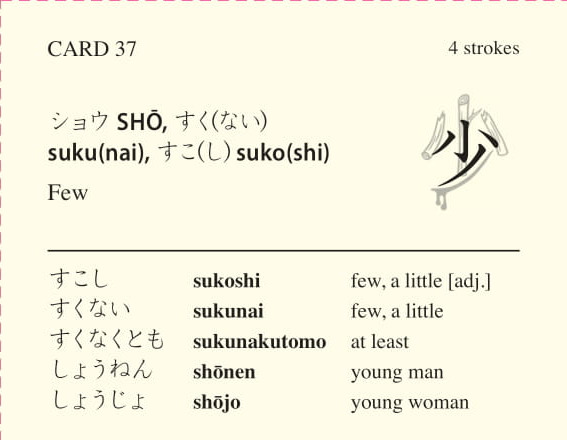 CARD 37
4 strokes
ショウ SHŌ, すく(ない)
suku(nai), すこ(し) suko(shi)
少
Few
すこし sukoshi few, a little [adj.]
すくない sukunai few, a little
すくなくとも sukunakutomo at least
しょうねん shōnen young man
しょうじょ shōjo young woman